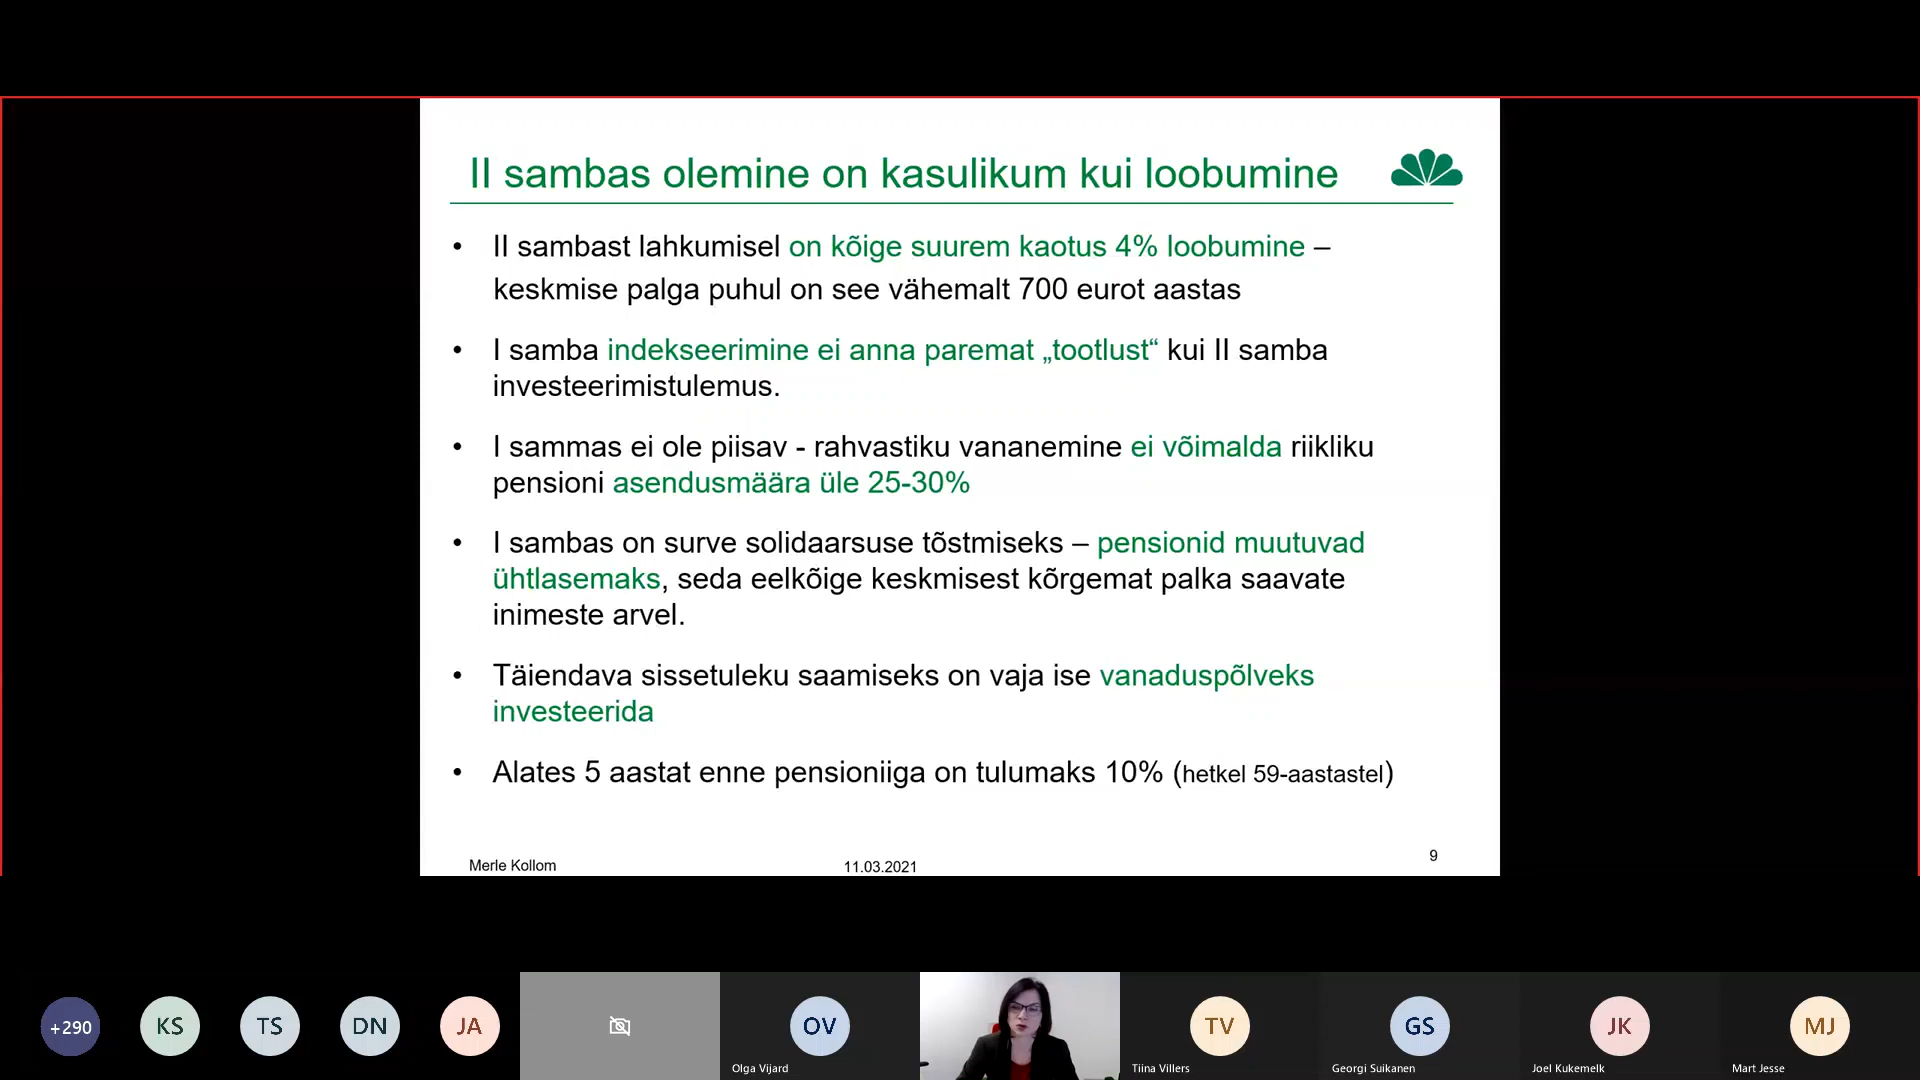 II sambas olemine on kasulikum kui loobumine
• II sambast lahkumisel on kõige suurem kaotus 4% loobumine –
keskmise palga puhul on see vähemalt 700 eurot aastas
• I samba indekseerimine ei anna paremat „tootlust“ kui II samba
investeerimistulemus.
• I sammas ei ole piisav - rahvastiku vananemine ei võimalda riikliku
pensioni asendusmäära üle 25-30%
• I sambas on surve solidaarsuse tõstmiseks – pensionid muutuvad
ühtlasemaks, seda eelkõige keskmisest kõrgemat palka saavate
inimeste arvel.
• Täiendava sissetuleku saamiseks on vaja ise vanaduspõlveks
investeerida
• Alates 5 aastat enne pensioniiga on tulumaks 10% (hetkel 59-aastastel)
Merle Kollom
11.03.2021
9
+290
KS
TS
DN
JA
OV
TV
GS
JK
MJ
Olga Vijard
Tiina Villers
Georgi Suikanen
Joel Kukemelk
Mart Jesse